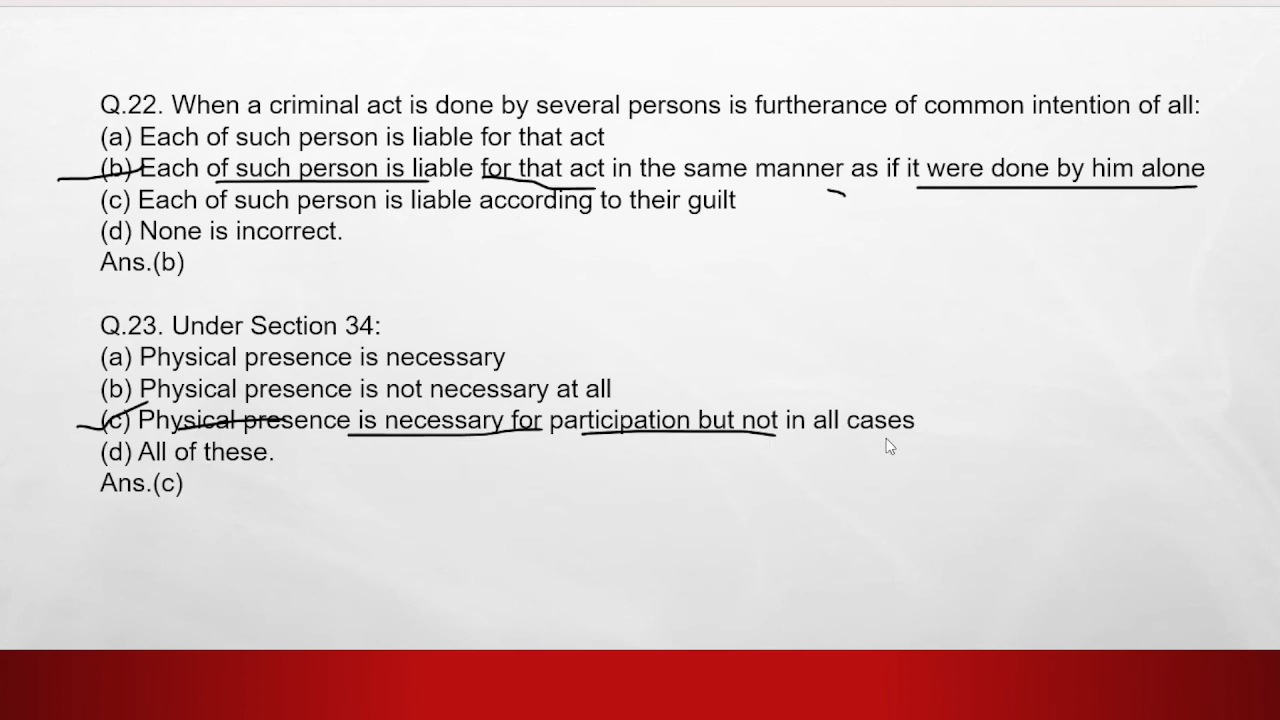 Q.22. When a criminal act is done by several persons is furtherance of common intention of all:
(a) Each of such person is liable for that act
(b) Each of such person is liable for that act in the same manner as if it were done by him alone
(c) Each of such person is liable according to their guilt
(d) None is incorrect.
Ans.(b)
Q.23. Under Section 34:
(a) Physical presence is necessary
(b) Physical presence is not necessary at all
(c) Physical presence is necessary for participation but not in all cases
(d) All of these.
Ans.(c)